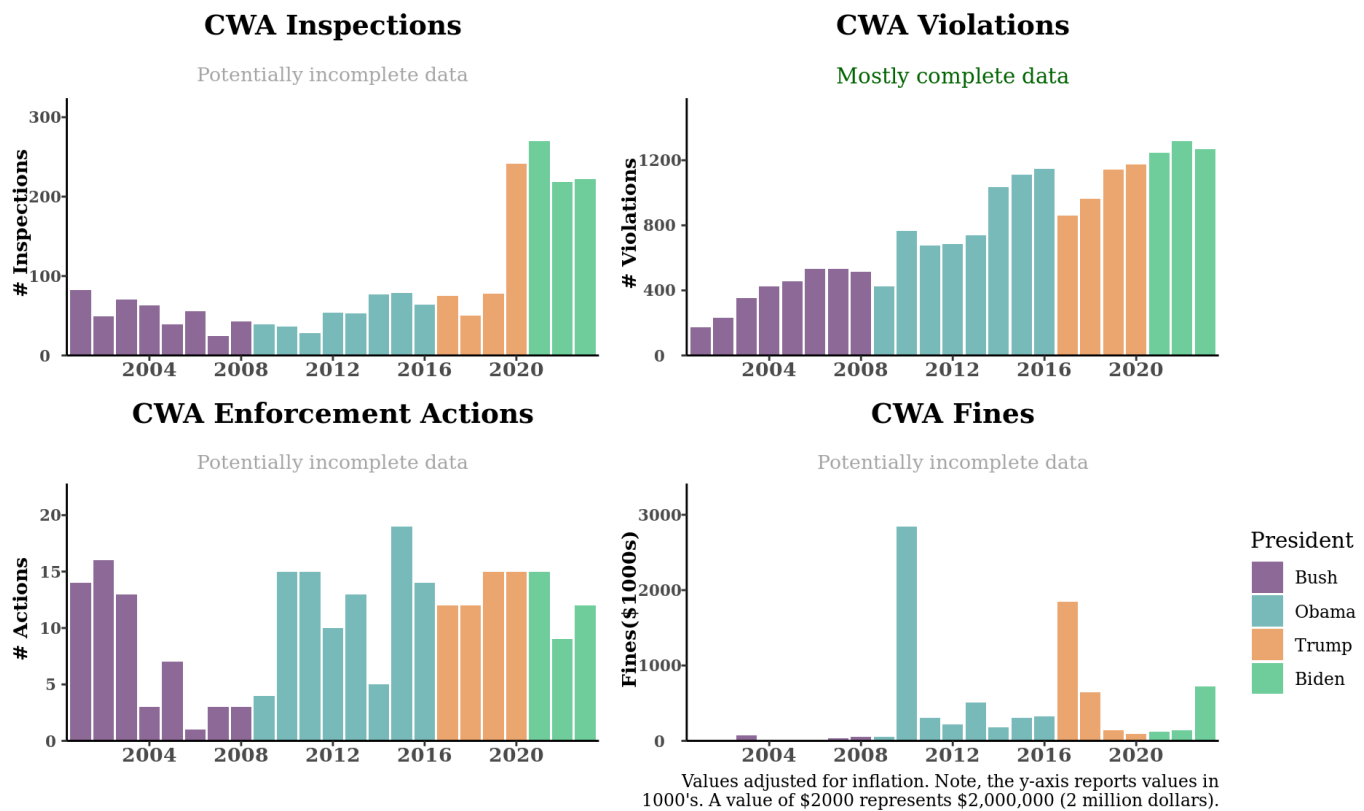 CWA Inspections
Potentially incomplete data
# Inspections
300
200
100
0
2004
2008
2012
2016
2020
CWA Violations
Mostly complete data
# Violations
1200
800
400
0
2004
2008
2012
2016
2020
CWA Enforcement Actions
Potentially incomplete data
# Actions
20
15
10
5
0
2004
2008
2012
2016
2020
CWA Fines
Potentially incomplete data
Fines($1000s)
3000
2000
1000
0
2004
2008
2012
2016
2020
President
Bush
Obama
Trump
Biden
Values adjusted for inflation. Note, the y-axis reports values in
1000's. A value of $2000 represents $2,000,000 (2 million dollars).